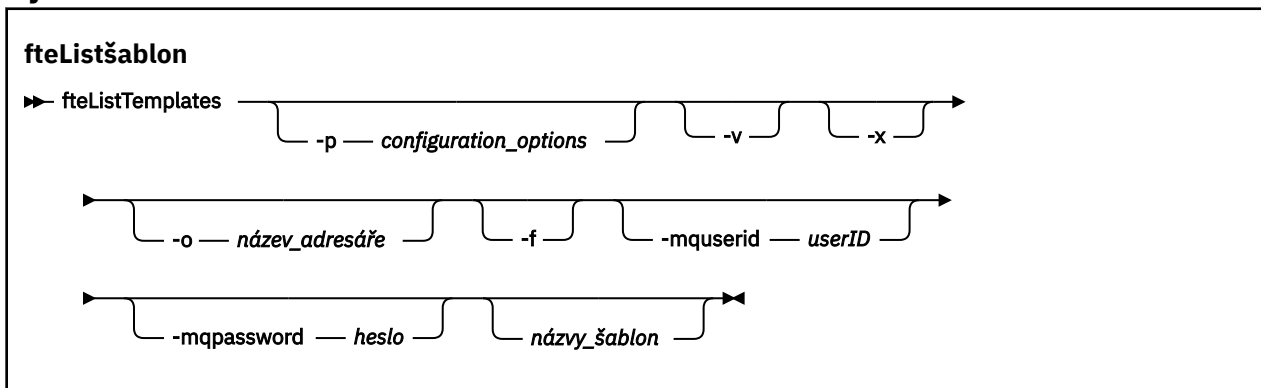 fteListšablon
fteListTemplates
-p configuration_options -v -x
-o název_adresáře -f -mquserid userID
-mqpassword heslo názvy_šablon